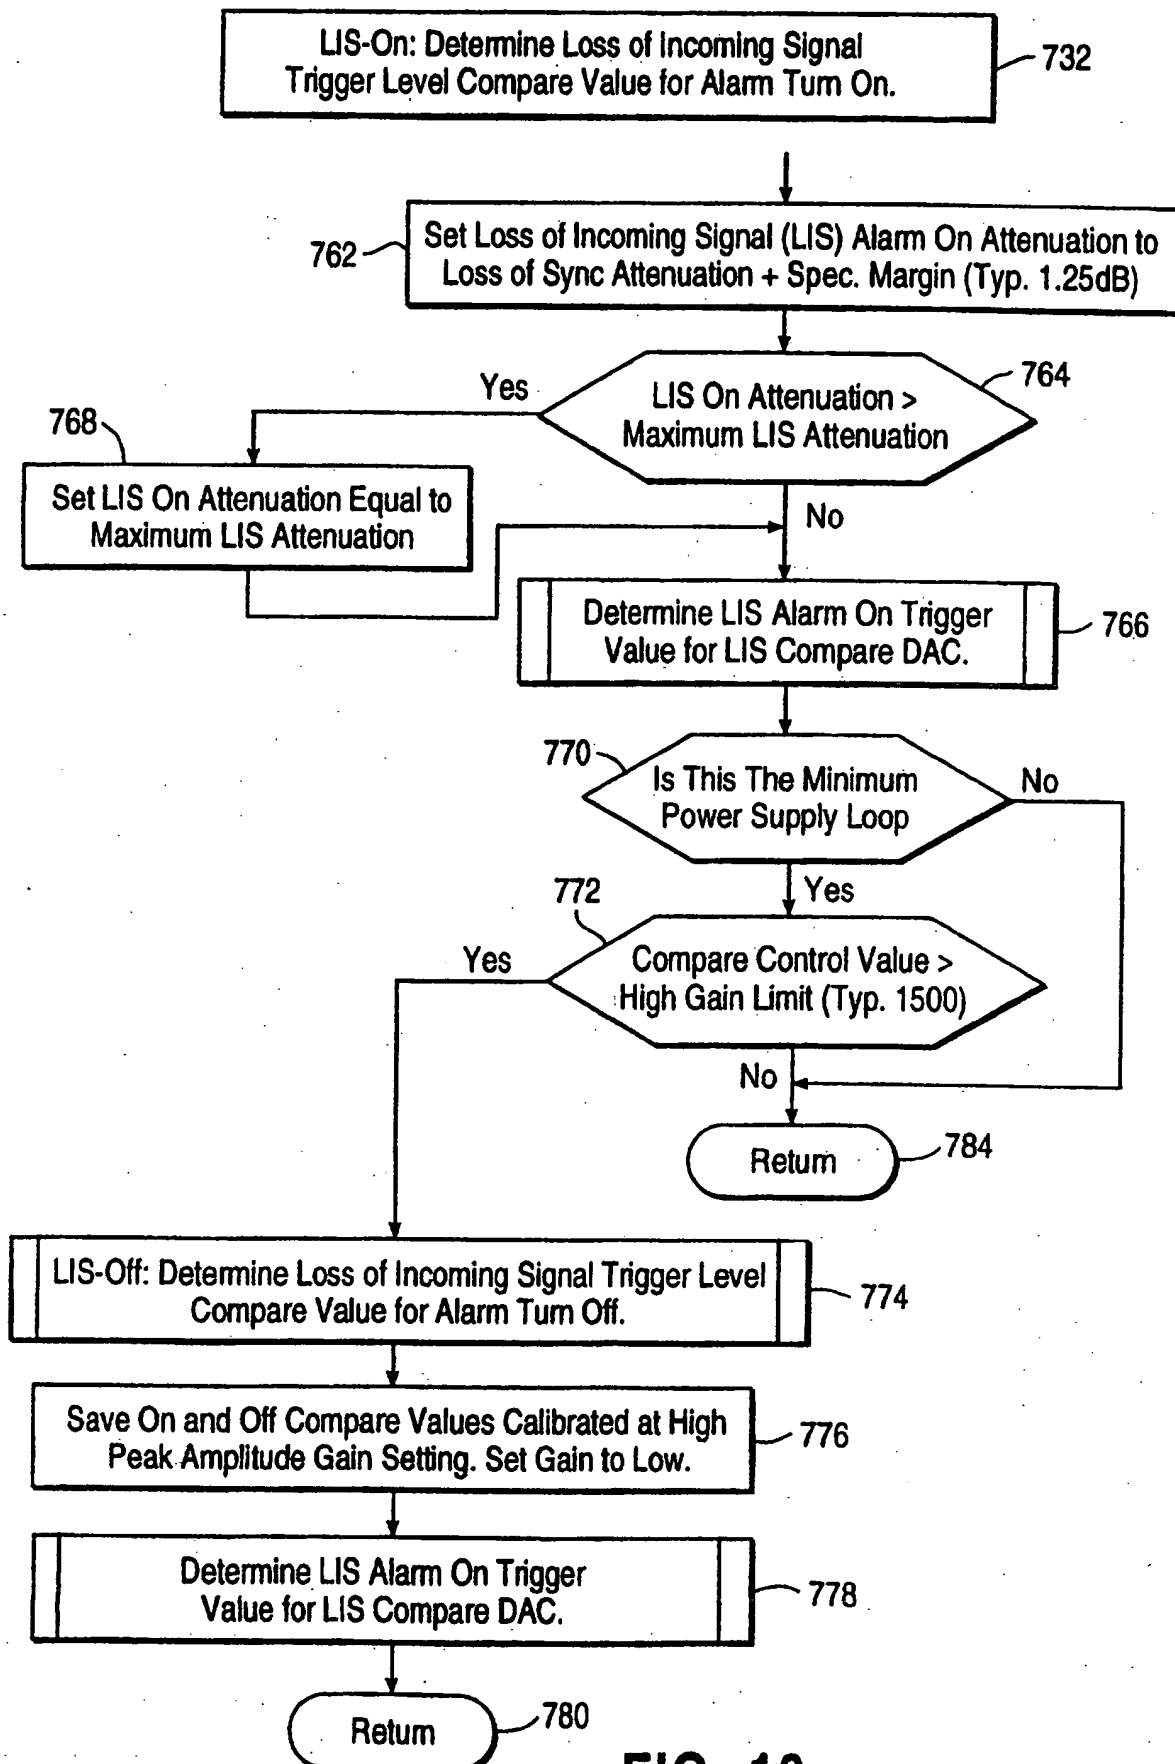 LIS-On: Determine Loss of Incoming Signal
Trigger Level Compare Value for Alarm Turn On.
732
762
Set Loss of Incoming Signal (LIS) Alarm On Attenuation to
Loss of Sync Attenuation + Spec. Margin (Typ. 1.25dB)
764
Yes
LIS On Attenuation >
Maximum LIS Attenuation
768
Set LIS On Attenuation Equal to
Maximum LIS Attenuation
No
Determine LIS Alarm On Trigger
Value for LIS Compare DAC.
766
770
Is This The Minimum
Power Supply Loop
No
Yes
772
Yes
Compare Control Value >
High Gain Limit (Typ. 1500)
No
Return
784
LIS-Off: Determine Loss of Incoming Signal Trigger Level
Compare Value for Alarm Turn Off.
774
Save On and Off Compare Values Calibrated at High
Peak Amplitude Gain Setting. Set Gain to Low.
776
Determine LIS Alarm On Trigger
Value for LIS Compare DAC.
778
Return
780
FIG.